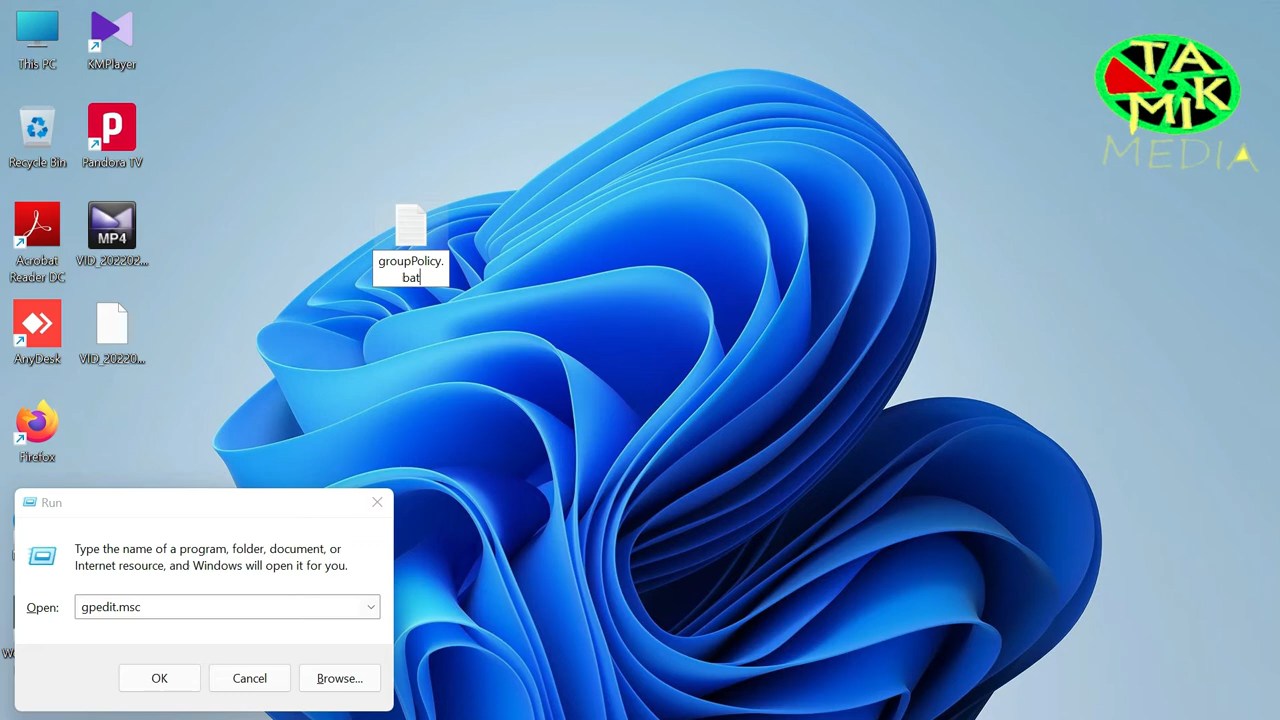 This PC
KMPlayer
Recycle Bin
Pandora TV
Acrobat
Reader DC
MP4
VID_202202...
AnyDesk
VID_20220...
Firefox
groupPolicy.
bat
TAMIK
MEDIA
Run
Type the name of a program, folder, document, or
Internet resource, and Windows will open it for you.
Open:
gpedit.msc
OK
Cancel
Browse...